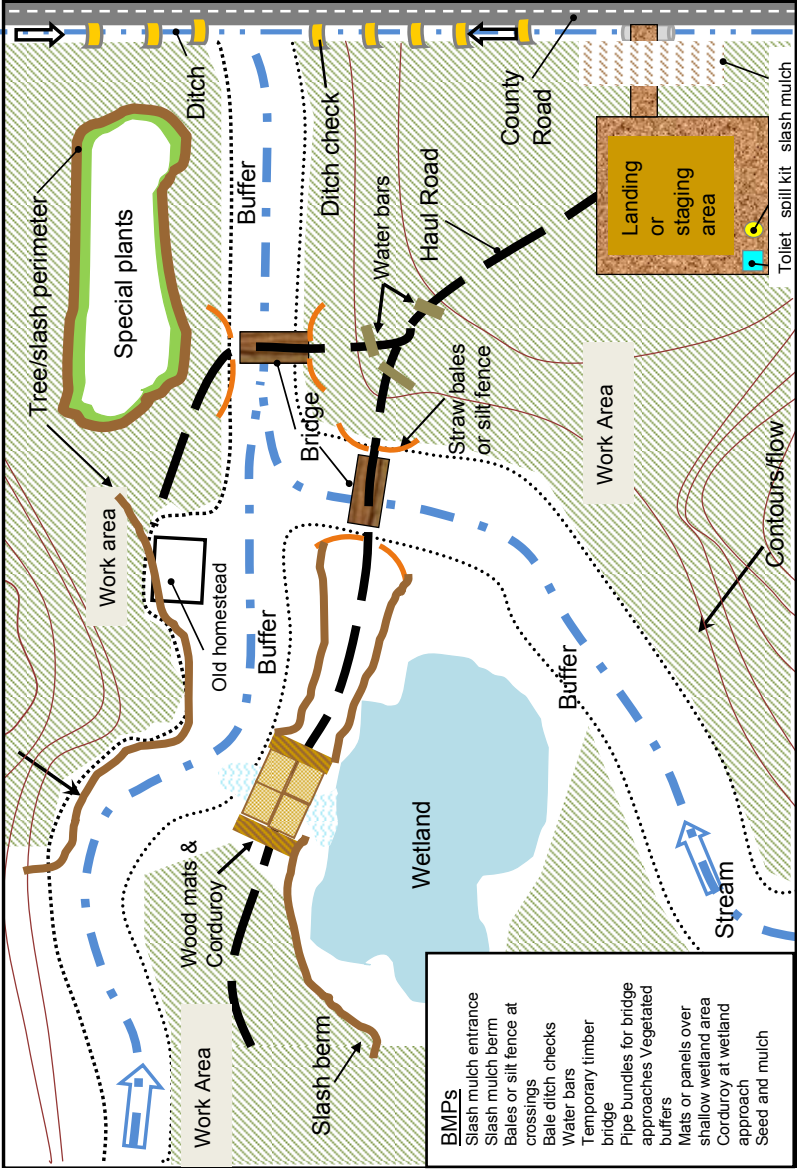 Tree/slash perimeter
Special plants
Ditch
Buffer
Ditch check
County
Road
Water bars
Haul Road
Landing
or
staging
area
Toilet
spill kit
slash mulch
Bridge
Straw bales
or silt fence
Work area
Old homestead
Buffer
Work Area
Contours/flow
Buffer
Wetland
Wood mats &
Corduroy
Stream
Work Area
Slash berm
BMPs
Slash mulch entrance
Slash mulch berm
Bales or silt fence at
crossings
Bale ditch checks
Water bars
Temporary timber
bridge
Pipe bundles for bridge
approaches Vegetated
buffers
Mats or panels over
shallow wetland area
Corduroy at wetland
approach
Seed and mulch